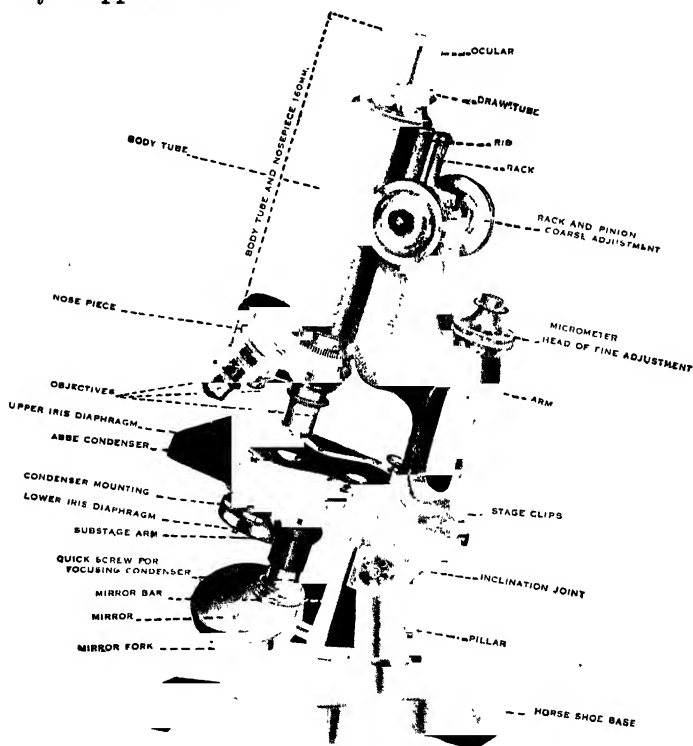 OCULAR
DRAW TUBE
RIB
RACK
BODY TUBE
BODY TUBE AND NOSEPIECE 160MM.
RACK AND PINION
COARSE ADJUSTMENT
NOSE PIECE
MICROMETER
HEAD OF FINE ADJUSTMENT
OBJECTIVES
ARM
UPPER IRIS DIAPHRAGM
ABBE CONDENSER
CONDENSER MOUNTING
LOWER IRIS DIAPHRAGM
SUBSTAGE ARM
STAGE CLIPS
QUICK SCREW FOR
FOCUSING CONDENSER
INCLINATION JOINT
MIRROR BAR
MIRROR
PILLAR
MIRROR FORK
HORSE SHOE BASE